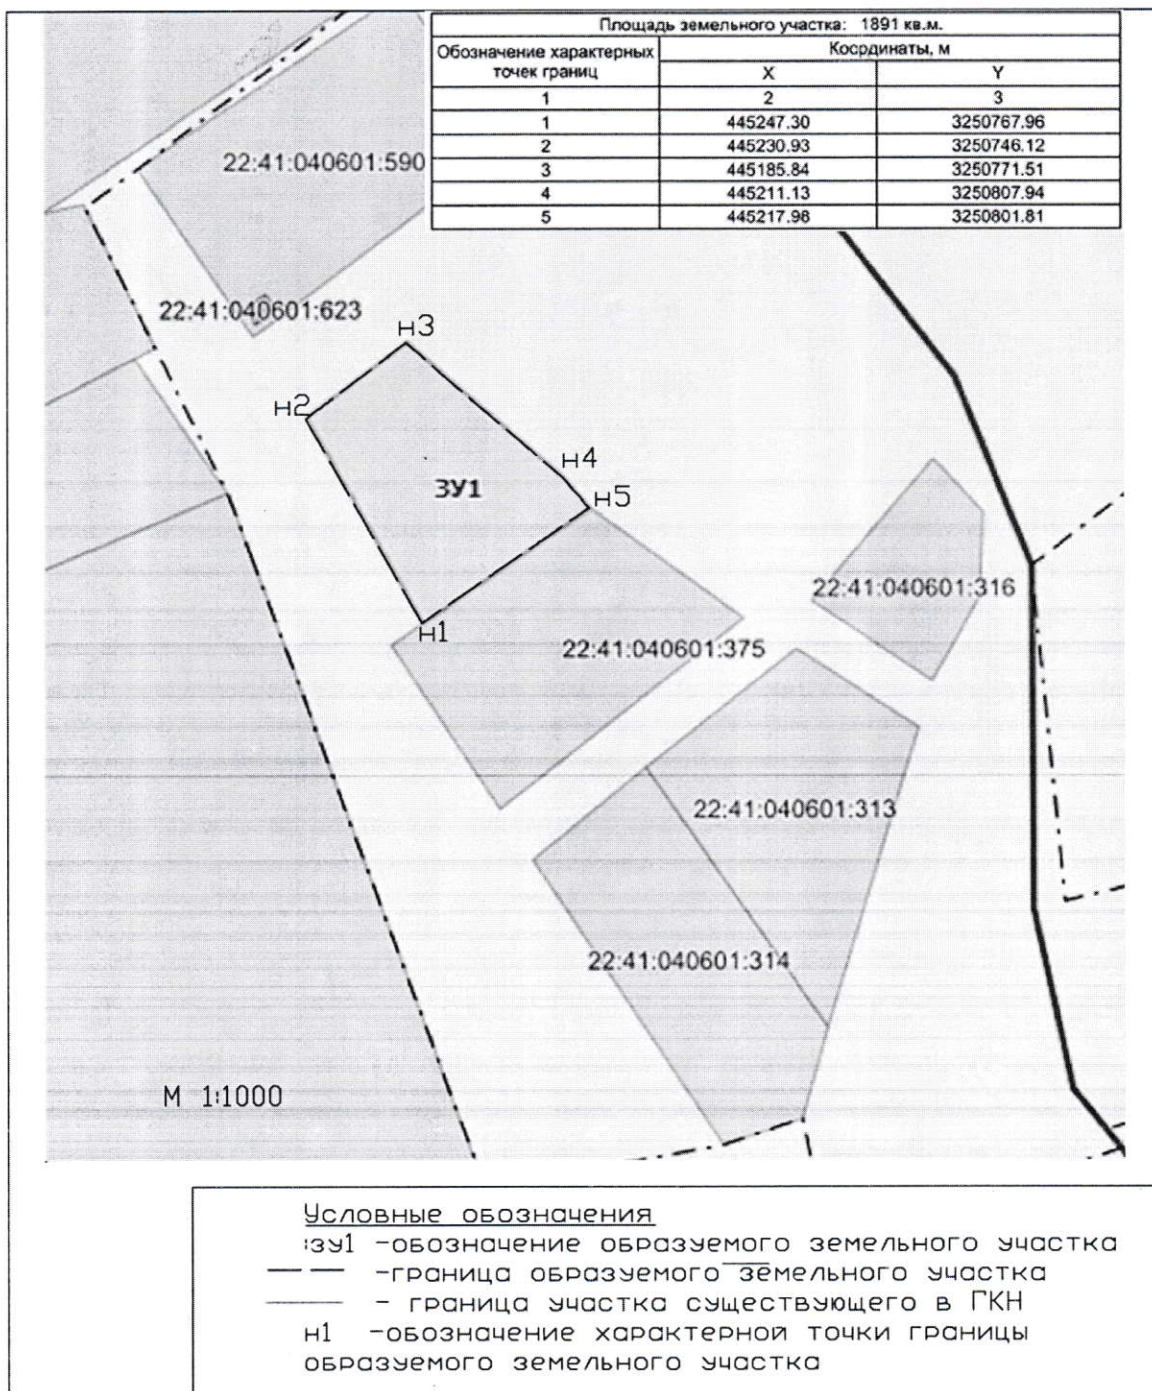 Площадь земельного участка: 1891 кв.м.
Обозначение характерных точек границ Координаты, м
X Y
1 2 3
1 445247.30 3250767.96
2 445230.93 3250746.12
3 445185.84 3250771.51
4 445211.13 3250807.94
5 445217.98 3250801.81
22:41:040601:590
22:41:040601:623
н3
н2
н4
ЗУ1
н5
22:41:040601:316
н1
22:41:040601:375
22:41:040601:313
22:41:040601:314
М 1:1000
Условные обозначения
:ЗУ1 -обозначение образуемого земельного участка
-граница образуемого земельного участка
- граница участка существующего в ГКН
н1 -обозначение характерной точки границы
образуемого земельного участка